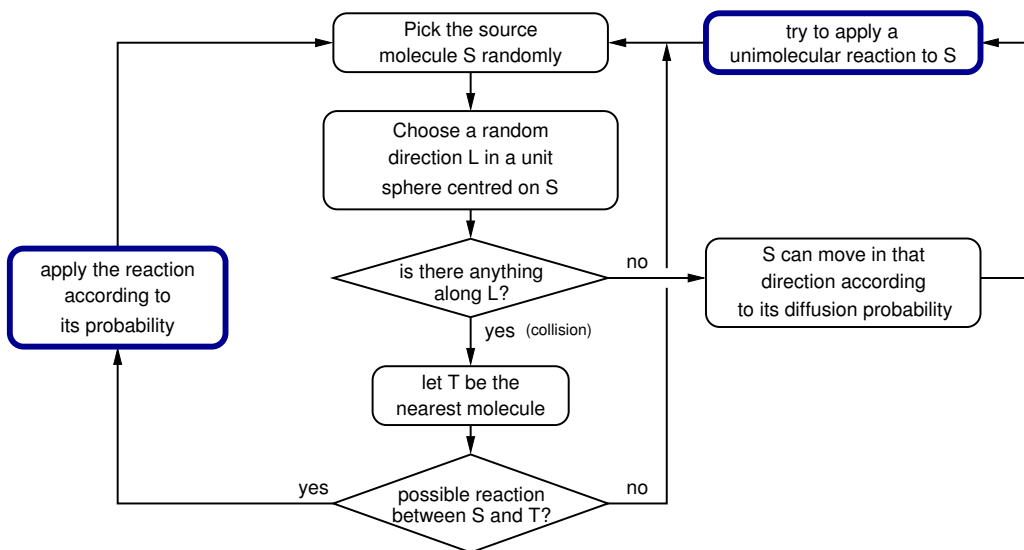 Pick the source
molecule S randomly
try to apply a
unimolecular reaction to S
Choose a random
direction L in a unit
sphere centred on S
apply the reaction
according to
its probability
is there anything
along L?
no
S can move in that
direction according
to its diffusion probability
yes (collision)
let T be the
nearest molecule
yes
possible reaction
between S and T?
no